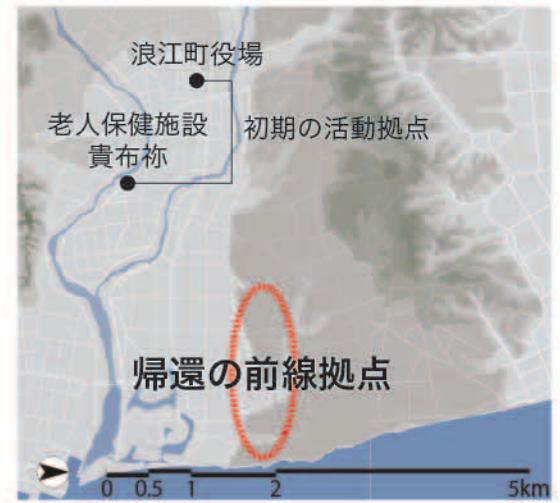 浪江町役場
老人保健施設
貴布祢
初期の活動拠点
帰還の前線拠点
0 0.5 1 2 5km